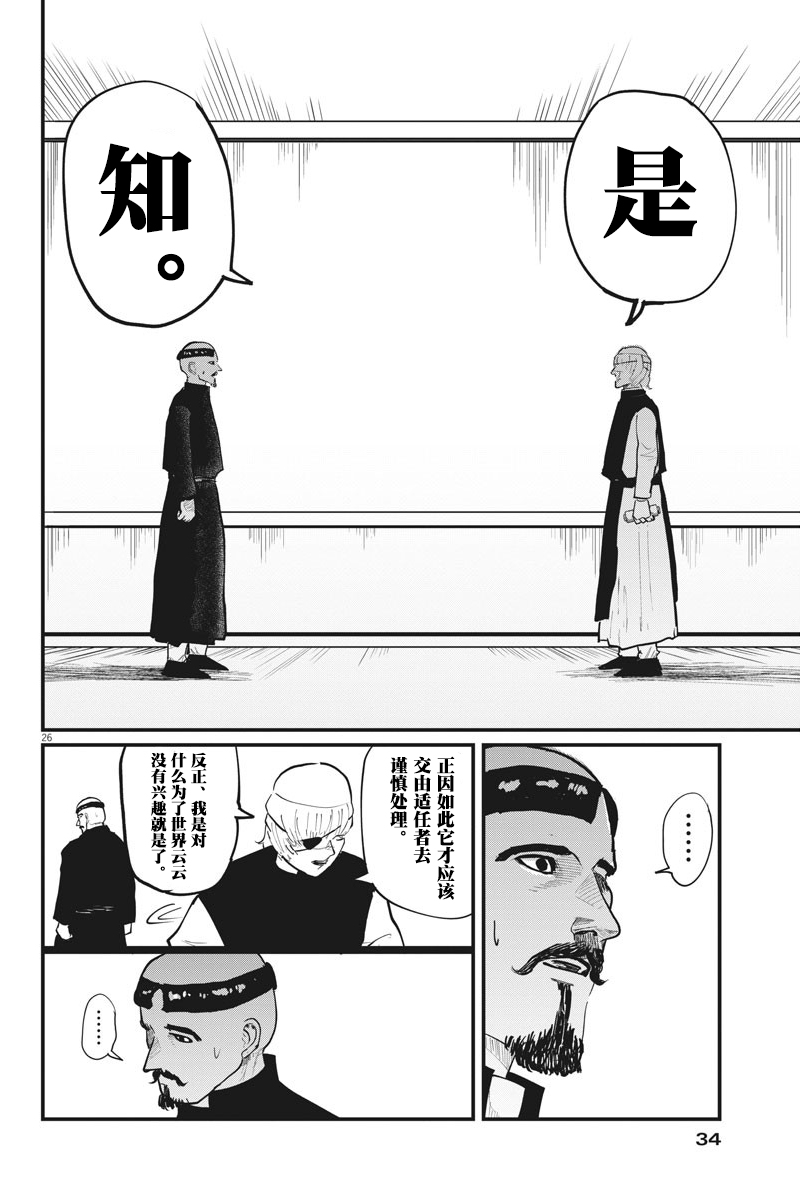 是
知。
26
……
正因如此它才应该
交由适任者去
谨慎处理。
反正、我是对
什么为了世界云云
没有兴趣就是了。
……
34